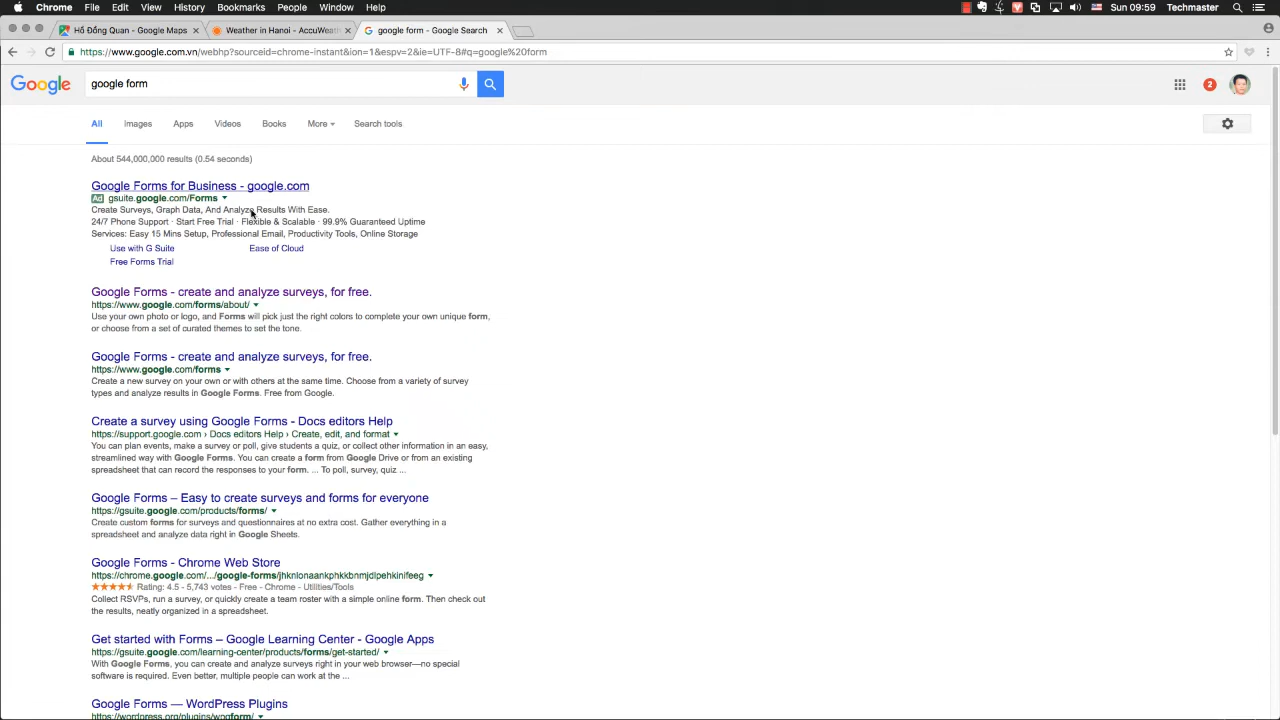 Chrome File Edit View History Bookmarks People Window Help Sun 09:59 Techmaster
Hồ Đồng Quan - Google Maps Weather in Hanoi - AccuWeath google form - Google Search
https://www.google.com.vn/webhp?sourceid=chrome-instant&ion=1&espv=2&ie=UTF-8#q=google%20form
Google google form 2
All Images Apps Videos Books More Search tools
About 544,000,000 results (0.54 seconds)
Google Forms for Business - google.com
Ad gsuite.google.com/Forms
Create Surveys, Graph Data, And Analyze Results With Ease.
24/7 Phone Support · Start Free Trial · Flexible & Scalable · 99.9% Guaranteed Uptime
Services: Easy 15 Mins Setup, Professional Email, Productivity Tools, Online Storage
Use with G Suite Ease of Cloud
Free Forms Trial
Google Forms - create and analyze surveys, for free.
https://www.google.com/forms/about/
Use your own photo or logo, and Forms will pick just the right colors to complete your own unique form,
or choose from a set of curated themes to set the tone.
Google Forms - create and analyze surveys, for free.
https://www.google.com/forms
Create a new survey on your own or with others at the same time. Choose from a variety of survey
types and analyze results in Google Forms. Free from Google.
Create a survey using Google Forms - Docs editors Help
https://support.google.com › Docs editors Help › Create, edit, and format
You can plan events, make a survey or poll, give students a quiz, or collect other information in an easy,
streamlined way with Google Forms. You can create a form from Google Drive or from an existing
spreadsheet that can record the responses to your form. ... To poll, survey, quiz ...
Google Forms – Easy to create surveys and forms for everyone
https://gsuite.google.com/products/forms/
Create custom forms for surveys and questionnaires at no extra cost. Gather everything in a
spreadsheet and analyze data right in Google Sheets.
Google Forms - Chrome Web Store
https://chrome.google.com/.../google-forms/jhknlonaankphkkbnmjdlpehkinifeeg
Rating: 4.5 - 5,743 votes - Free - Chrome - Utilities/Tools
Collect RSVPs, run a survey, or quickly create a team roster with a simple online form. Then check out
the results, neatly organized in a spreadsheet.
Get started with Forms – Google Learning Center - Google Apps
https://gsuite.google.com/learning-center/products/forms/get-started/
With Google Forms, you can create and analyze surveys right in your web browser—no special
software is required. Even better, multiple people can work at the ...
Google Forms — WordPress Plugins
https://wordpress.org/plugins/wpgform/